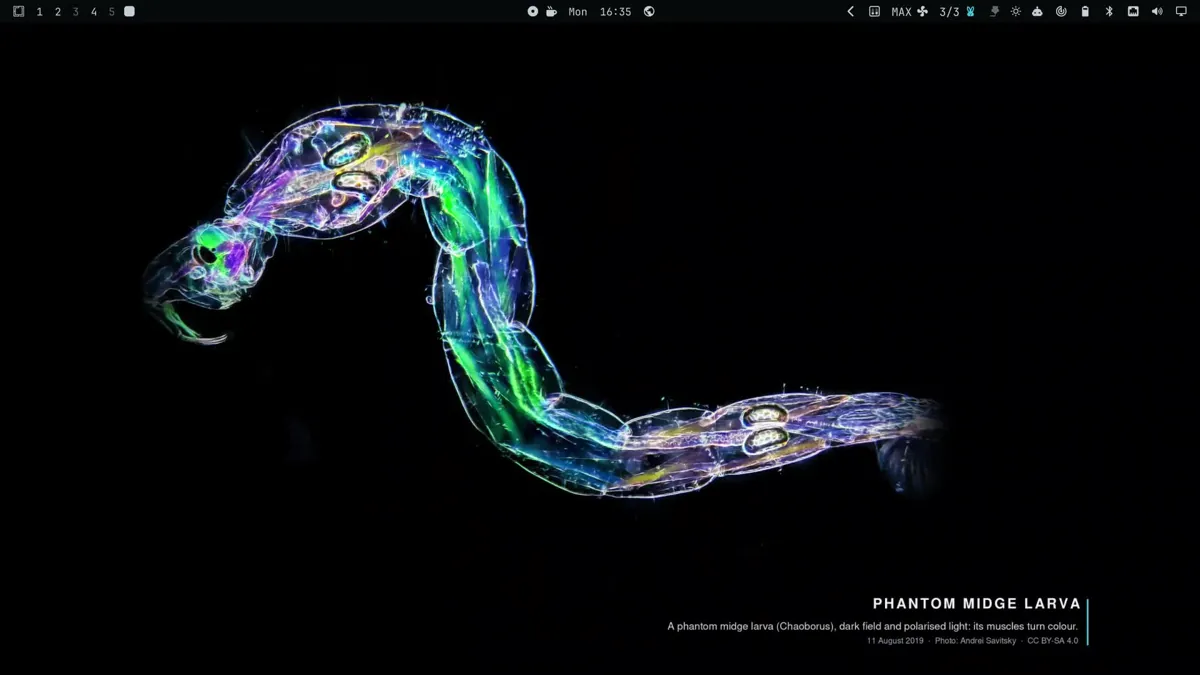 1 2 3 4 5
Mon 16:35
MAX 3/3
PHANTOM MIDGE LARVA
A phantom midge larva (Chaoborus), dark field and polarised light: its muscles turn colour.
11 August 2019 · Photo: Andrei Savitsky · CC BY-SA 4.0